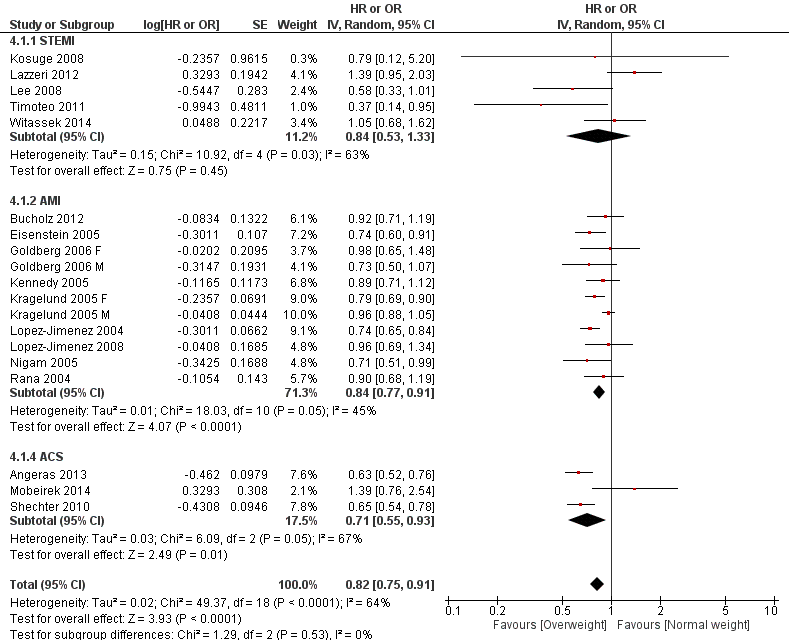 HR or OR HR or OR
Study or Subgroup log[HR or OR] SE Weight IV, Random, 95% CI IV, Random, 95% CI
4.1.1 STEMI
Kosuge 2008 -0.2357 0.9615 0.3% 0.79 [0.12, 5.20]
Lazzeri 2012 0.3293 0.1942 4.1% 1.39 [0.95, 2.03]
Lee 2008 -0.5447 0.283 2.4% 0.58 [0.33, 1.01]
Timoteo 2011 -0.9943 0.4811 1.0% 0.37 [0.14, 0.95]
Witassek 2014 0.0488 0.2217 3.4% 1.05 [0.68, 1.62]
Subtotal (95% CI) 11.2% 0.84 [0.53, 1.33]
Heterogeneity: Tau² = 0.15; Chi² = 10.92, df = 4 (P = 0.03); I² = 63%
Test for overall effect: Z = 0.75 (P = 0.45)
4.1.2 AMI
Bucholz 2012 -0.0834 0.1322 6.1% 0.92 [0.71, 1.19]
Eisenstein 2005 -0.3011 0.107 7.2% 0.74 [0.60, 0.91]
Goldberg 2006 F -0.0202 0.2095 3.7% 0.98 [0.65, 1.48]
Goldberg 2006 M -0.3147 0.1931 4.1% 0.73 [0.50, 1.07]
Kennedy 2005 -0.1165 0.1173 6.8% 0.89 [0.71, 1.12]
Kragelund 2005 F -0.2357 0.0691 9.0% 0.79 [0.69, 0.90]
Kragelund 2005 M -0.0408 0.0444 10.0% 0.96 [0.88, 1.05]
Lopez-Jimenez 2004 -0.3011 0.0662 9.1% 0.74 [0.65, 0.84]
Lopez-Jimenez 2008 -0.0408 0.1685 4.8% 0.96 [0.69, 1.34]
Nigam 2005 -0.3425 0.1688 4.8% 0.71 [0.51, 0.99]
Rana 2004 -0.1054 0.143 5.7% 0.90 [0.68, 1.19]
Subtotal (95% CI) 71.3% 0.84 [0.77, 0.91]
Heterogeneity: Tau² = 0.01; Chi² = 18.03, df = 10 (P = 0.05); I² = 45%
Test for overall effect: Z = 4.07 (P < 0.0001)
4.1.4 ACS
Angeras 2013 -0.462 0.0979 7.6% 0.63 [0.52, 0.76]
Mobeirek 2014 0.3293 0.308 2.1% 1.39 [0.76, 2.54]
Shechter 2010 -0.4308 0.0946 7.8% 0.65 [0.54, 0.78]
Subtotal (95% CI) 17.5% 0.71 [0.55, 0.93]
Heterogeneity: Tau² = 0.03; Chi² = 6.09, df = 2 (P = 0.05); I² = 67%
Test for overall effect: Z = 2.49 (P = 0.01)
Total (95% CI) 100.0% 0.82 [0.75, 0.91]
Heterogeneity: Tau² = 0.02; Chi² = 49.37, df = 18 (P < 0.0001); I² = 64%
Test for overall effect: Z = 3.93 (P < 0.0001)
Test for subgroup differences: Chi² = 1.29, df = 2 (P = 0.53), I² = 0%
0.1 0.2 0.5 1 2 5 10
Favours [Overweight] Favours [Normal weight]